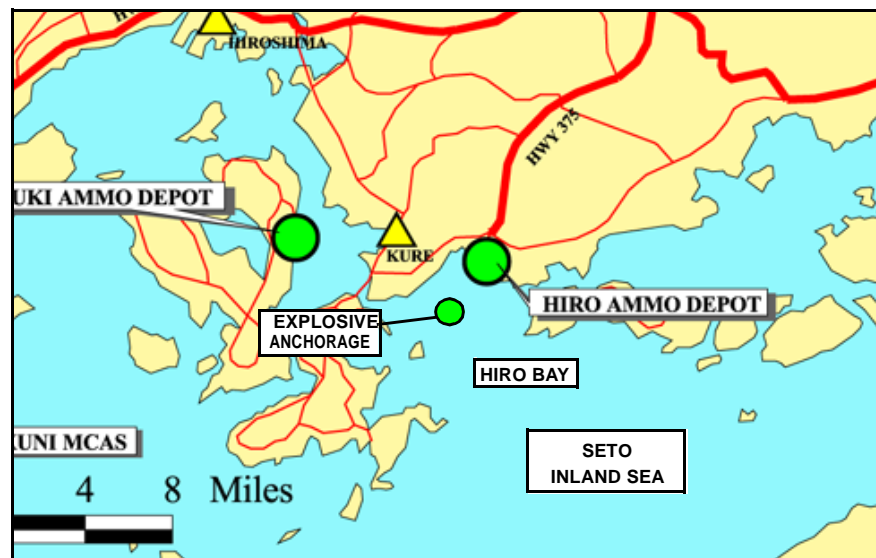 HIROSHIMA
HWY 375
UKI AMMO DEPOT
KURE
HIRO AMMO DEPOT
EXPLOSIVE
ANCHORAGE
HIRO BAY
KUNI MCAS
SETO
INLAND SEA
4 8 Miles